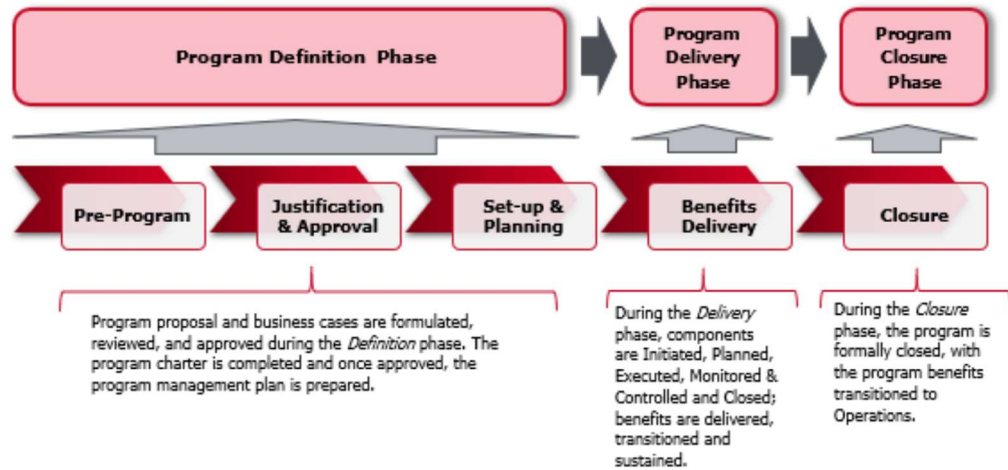 Program Definition Phase
Program
Delivery
Phase
Program
Closure
Phase
Pre-Program
Justification
& Approval
Set-up &
Planning
Benefits
Delivery
Closure
Program proposal and business cases are formulated,
reviewed, and approved during the Definition phase. The
program charter is completed and once approved, the
program management plan is prepared.
During the Delivery
phase, components
are Initiated, Planned,
Executed, Monitored &
Controlled and Closed;
benefits are delivered,
transitioned and
sustained.
During the Closure
phase, the program is
formally closed, with
the program benefits
transitioned to
Operations.